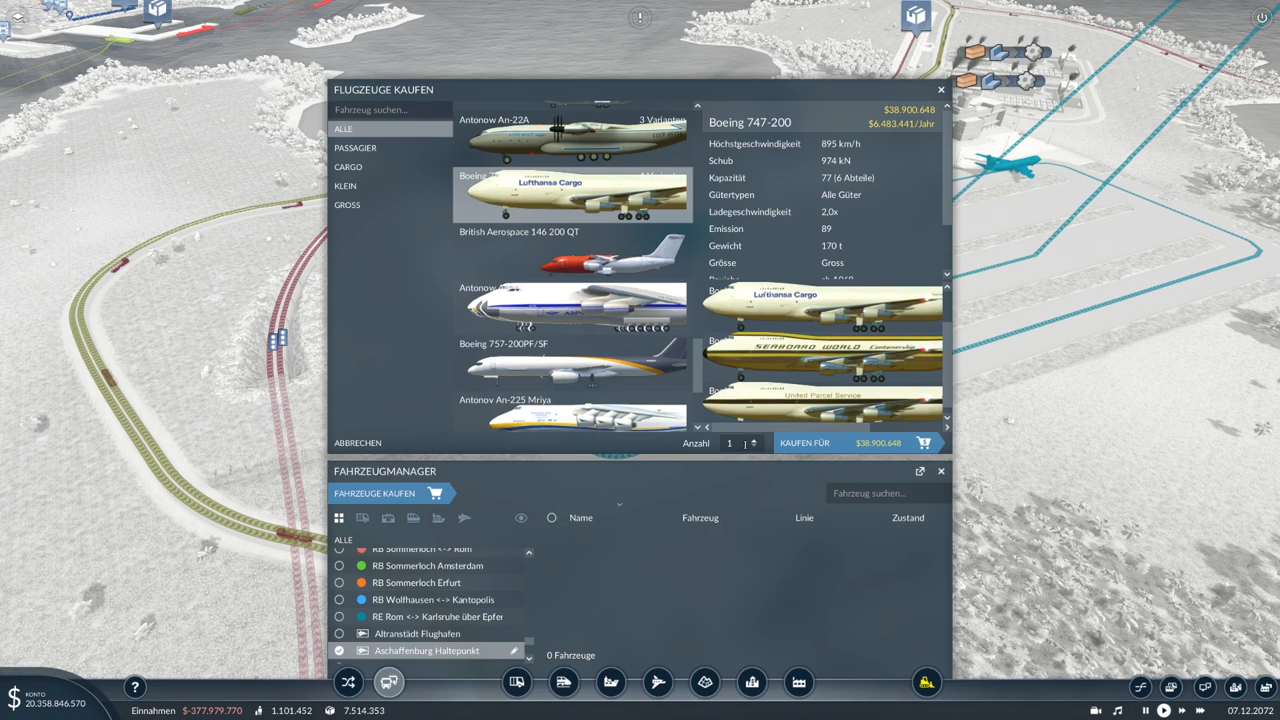 FLUGZEUGE KAUFEN
Fahrzeug suchen...
ALLE
PASSAGIER
CARGO
KLEIN
GROSS
Antonow An-22A
3 Varianten
Lufthansa Cargo
British Aerospace 146 200 QT
Antonow
Boeing 757-200PF/SF
Antonov An-225 Mriya
$38.900.648
Boeing 747-200
$6.483.441/Jahr
Höchstgeschwindigkeit 895 km/h
Schub 974 kN
Kapazität 77 (6 Abteile)
Gütertypen Alle Güter
Ladegeschwindigkeit 2,0x
Emission 89
Gewicht 170 t
Grösse Gross
Lufthansa Cargo
SEABOARD WORLD
United Parcel Service
ABBRECHEN
Anzahl 1
KAUFEN FÜR $38.900.648
FAHRZEUGMANAGER
FAHRZEUGE KAUFEN
Fahrzeug suchen...
Name Fahrzeug Linie Zustand
ALLE
RB Sommerloch <-> Rom
RB Sommerloch Amsterdam
RB Sommerloch Erfurt
RB Wolfhausen <-> Kantopolis
RE Rom <-> Karlsruhe über Epfer
Altranstädt Flughafen
Aschaffenburg Haltepunkt
0 Fahrzeuge
$ KONTO
20.358.846.570
?
Einnahmen $-377.979.770
1.101.452
7.514.353
07.12.2072